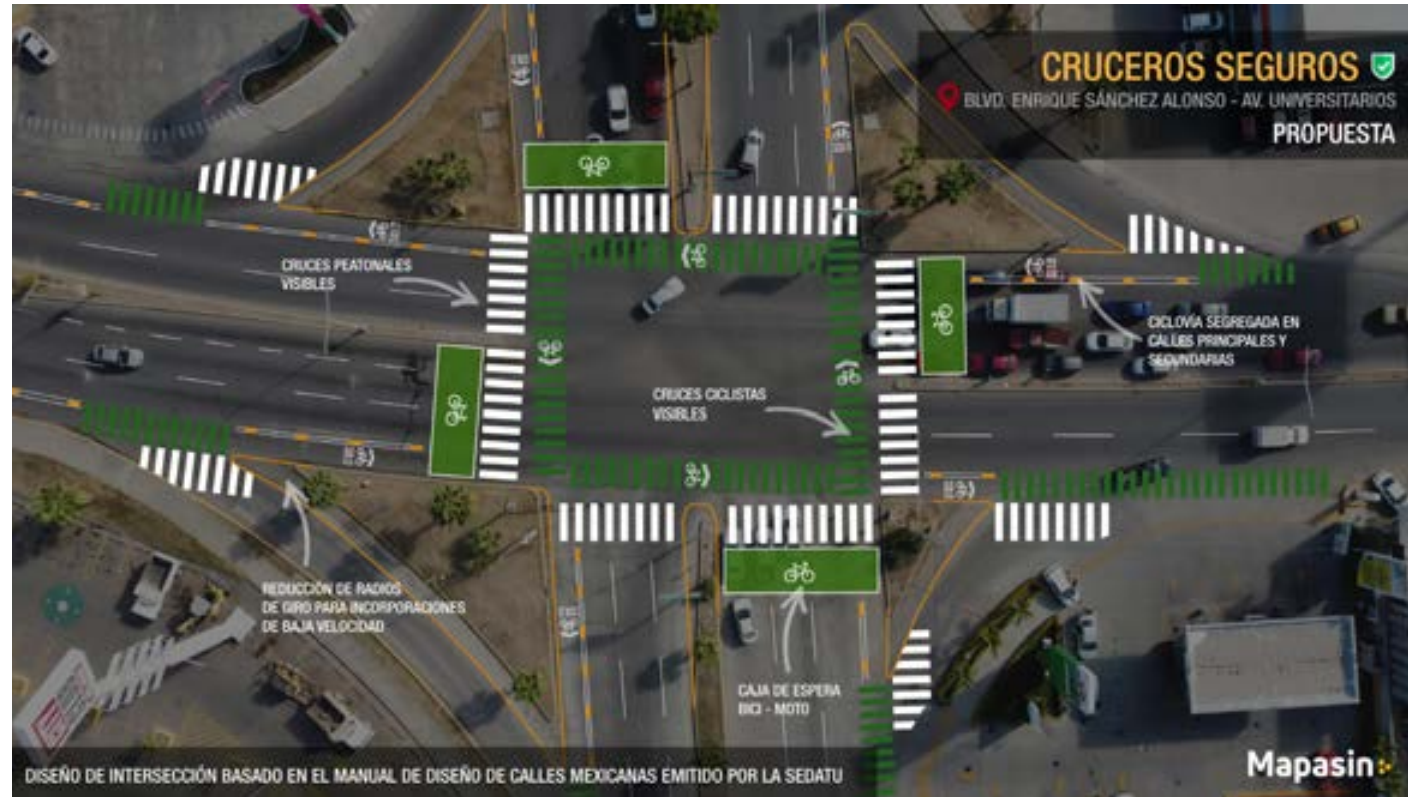 CRUCEROS SEGUROS
BLVD. ENRIQUE SÁNCHEZ ALONSO - AV. UNIVERSITARIOS
PROPUESTA
CRUCES PEATONALES
VISIBLES
CICLOVÍA SEGREGADA EN
CALLES PRINCIPALES Y
SECUNDARIAS
CRUCES CICLISTAS
VISIBLES
REDUCCIÓN DE RADIOS
DE GIRO PARA INCORPORACIONES
DE BAJA VELOCIDAD
CAJA DE ESPERA
BICI - MOTO
DISEÑO DE INTERSECCIÓN BASADO EN EL MANUAL DE DISEÑO DE CALLES MEXICANAS EMITIDO POR LA SEDATU
Mapasin